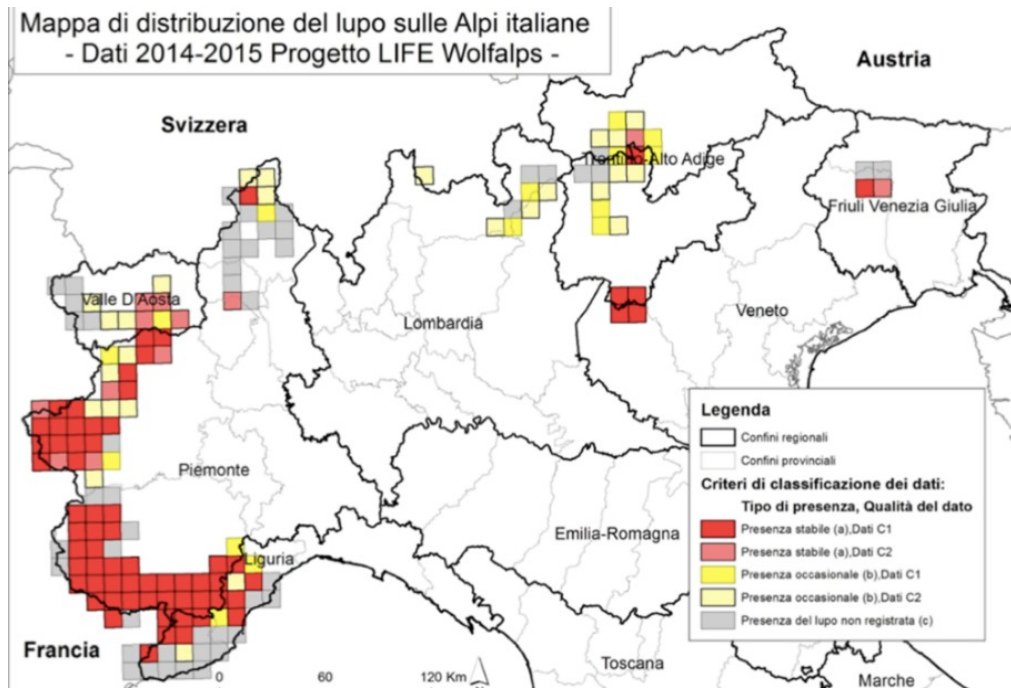 Mappa di distribuzione del lupo sulle Alpi italiane
- Dati 2014-2015 Progetto LIFE Wolfalps -
Austria
Svizzera
Trentino-Alto Adige
Friuli Venezia Giulia
Valle D'Aosta
Lombardia
Veneto
Piemonte
Emilia-Romagna
Liguria
Francia
Toscana
Marche
0 60 120 Km
N
Legenda
Confini regionali
Confini provinciali
Criteri di classificazione dei dati:
Tipo di presenza, Qualità del dato
Presenza stabile (a),Dati C1
Presenza stabile (a),Dati C2
Presenza occasionale (b),Dati C1
Presenza occasionale (b),Dati C2
Presenza del lupo non registrata (c)